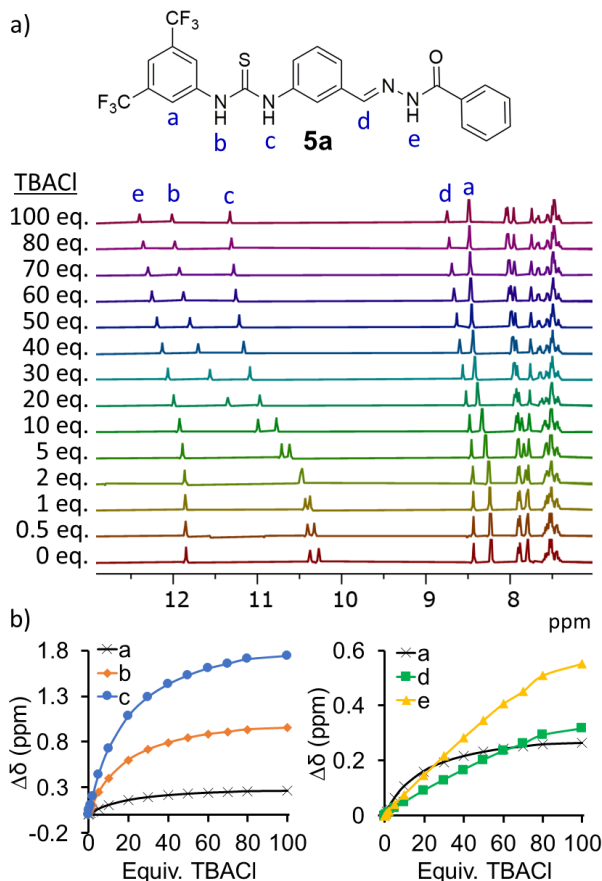 a)
CF₃
F₃C
S
N
H
N
H
N
N
H
O
a
b
c
5a
d
e
TBACl
e b c d a
100 eq.
80 eq.
70 eq.
60 eq.
50 eq.
40 eq.
30 eq.
20 eq.
10 eq.
5 eq.
2 eq.
1 eq.
0.5 eq.
0 eq.
12 11 10 9 8
ppm
b)
1.8
1.3
0.8
0.3
-0.2
Δδ (ppm)
a
b
c
0 20 40 60 80 100
Equiv. TBACl
0.6
0.4
0.2
0
Δδ (ppm)
a
d
e
0 20 40 60 80 100
Equiv. TBACl